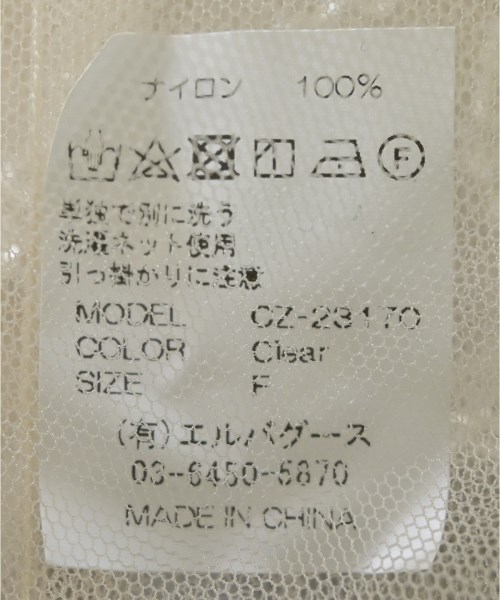 ナイロン 100%
F
単独で別に洗う
洗濯ネット使用
引っ掛かりに注意
MODEL CZ-23170
COLOR Clear
SIZE F
(有)エルパグース
03-6450-5870
MADE IN CHINA